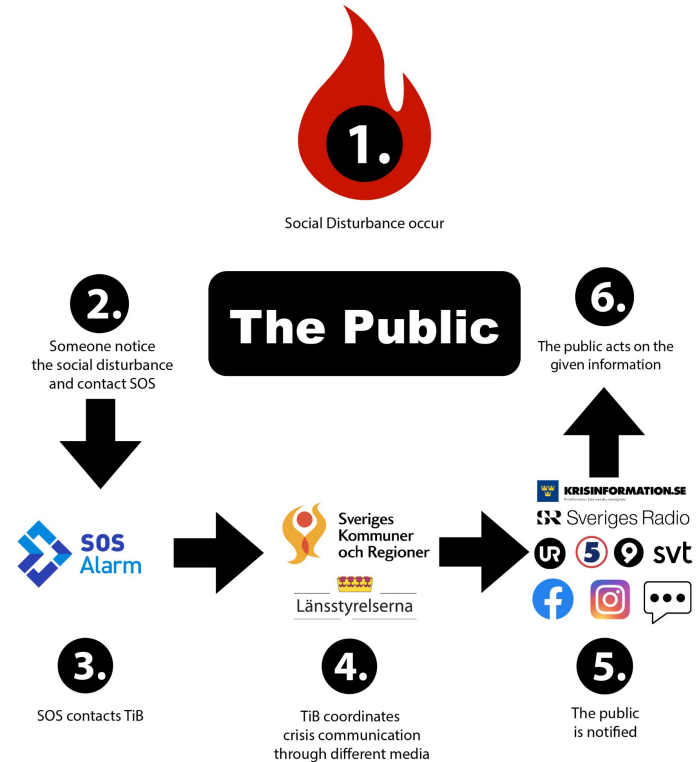 1.
Social Disturbance occur
2.
Someone notice
the social disturbance
and contact SOS
The Public
6.
The public acts on the
given information
SOS
Alarm
Sveriges
Kommuner
och Regioner
Länsstyrelserna
KRISINFORMATION.SE
SR Sveriges Radio
UR 5 9 svt
3.
SOS contacts TiB
4.
TiB coordinates
crisis communication
through different media
5.
The public
is notified